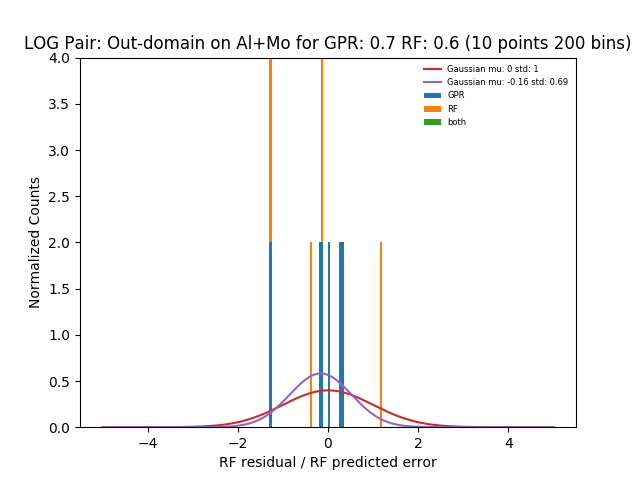 LOG Pair: Out-domain on Al+Mo for GPR: 0.7 RF: 0.6 (10 points 200 bins)
Gaussian mu: 0 std: 1
Gaussian mu: -0.16 std: 0.69
GPR
RF
both
Normalized Counts
4.0
3.5
3.0
2.5
2.0
1.5
1.0
0.5
0.0
−4
−2
0
2
4
RF residual / RF predicted error